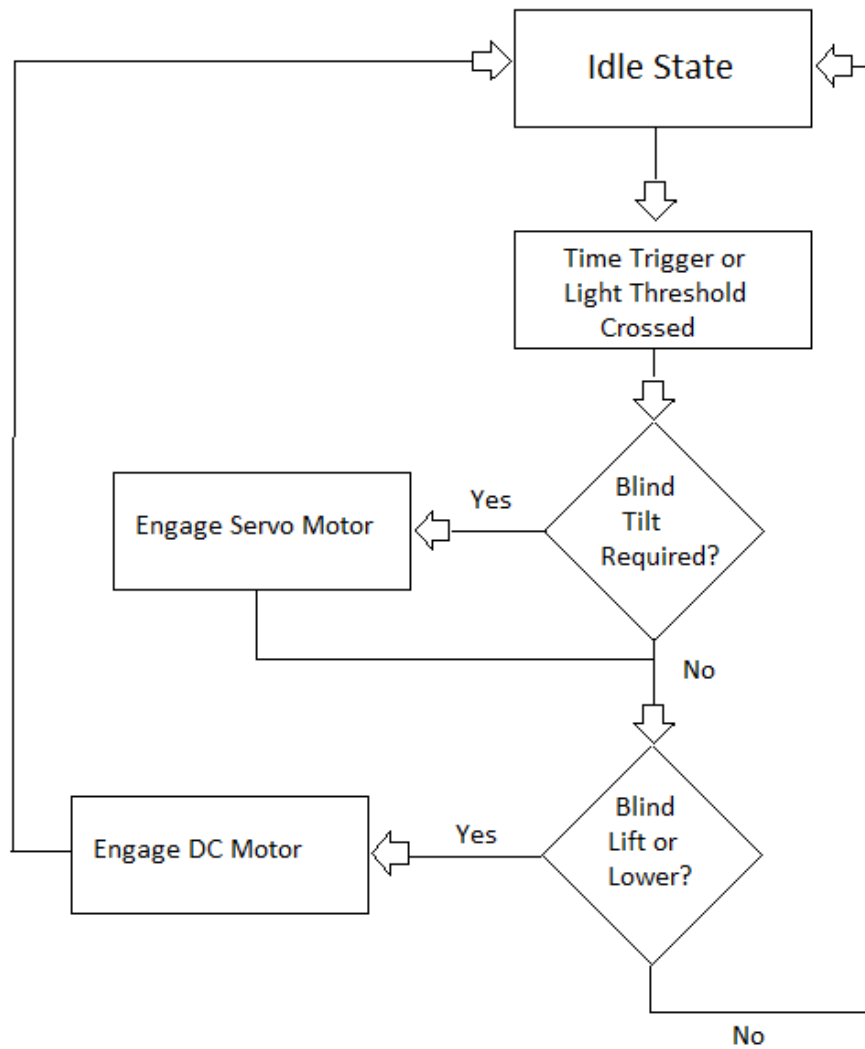 Idle State
Time Trigger or
Light Threshold
Crossed
Blind
Tilt
Required?
Yes
Engage Servo Motor
No
Blind
Lift or
Lower?
Yes
Engage DC Motor
No